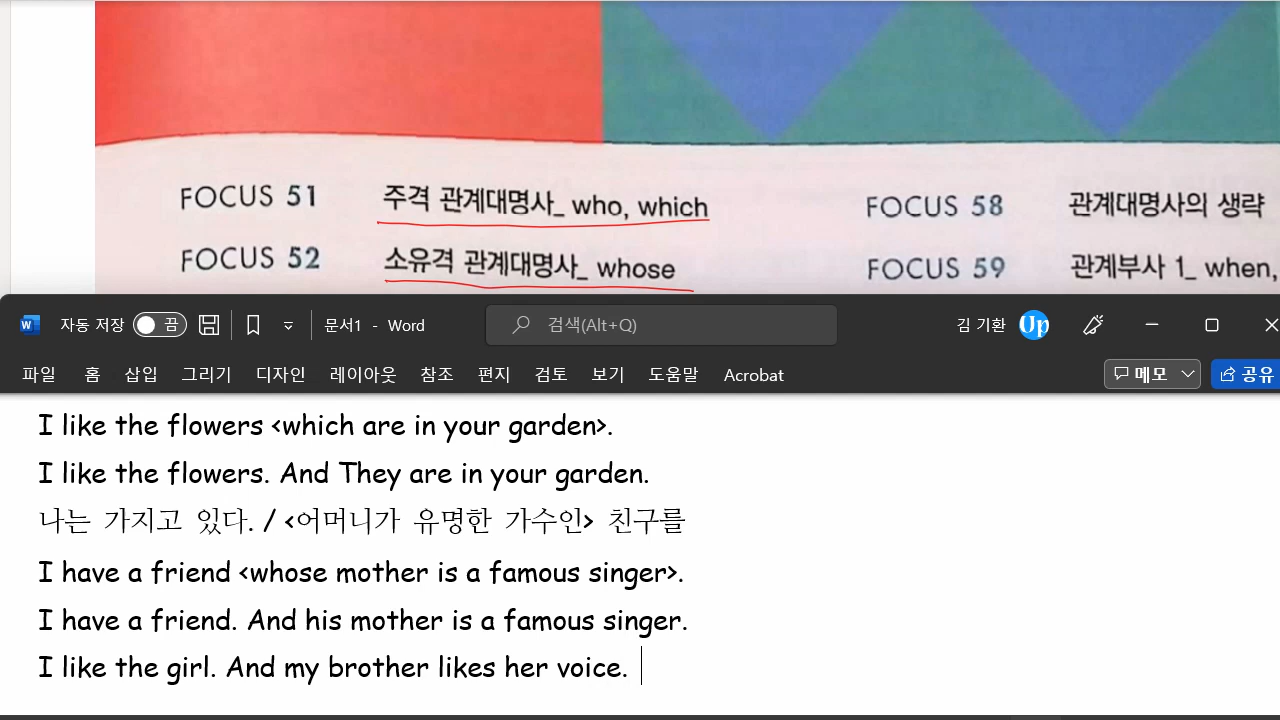 FOCUS 51 주격 관계대명사_ who, which
FOCUS 52 소유격 관계대명사_ whose
FOCUS 58 관계대명사의 생략
FOCUS 59 관계부사 1_ when,
자동 저장 끔 문서1 - Word 검색(Alt+Q) 김 기환 Up
파일 홈 삽입 그리기 디자인 레이아웃 참조 편지 검토 보기 도움말 Acrobat 메모 공유
I like the flowers <which are in your garden>.
I like the flowers. And They are in your garden.
나는 가지고 있다. / <어머니가 유명한 가수인> 친구를
I have a friend <whose mother is a famous singer>.
I have a friend. And his mother is a famous singer.
I like the girl. And my brother likes her voice.